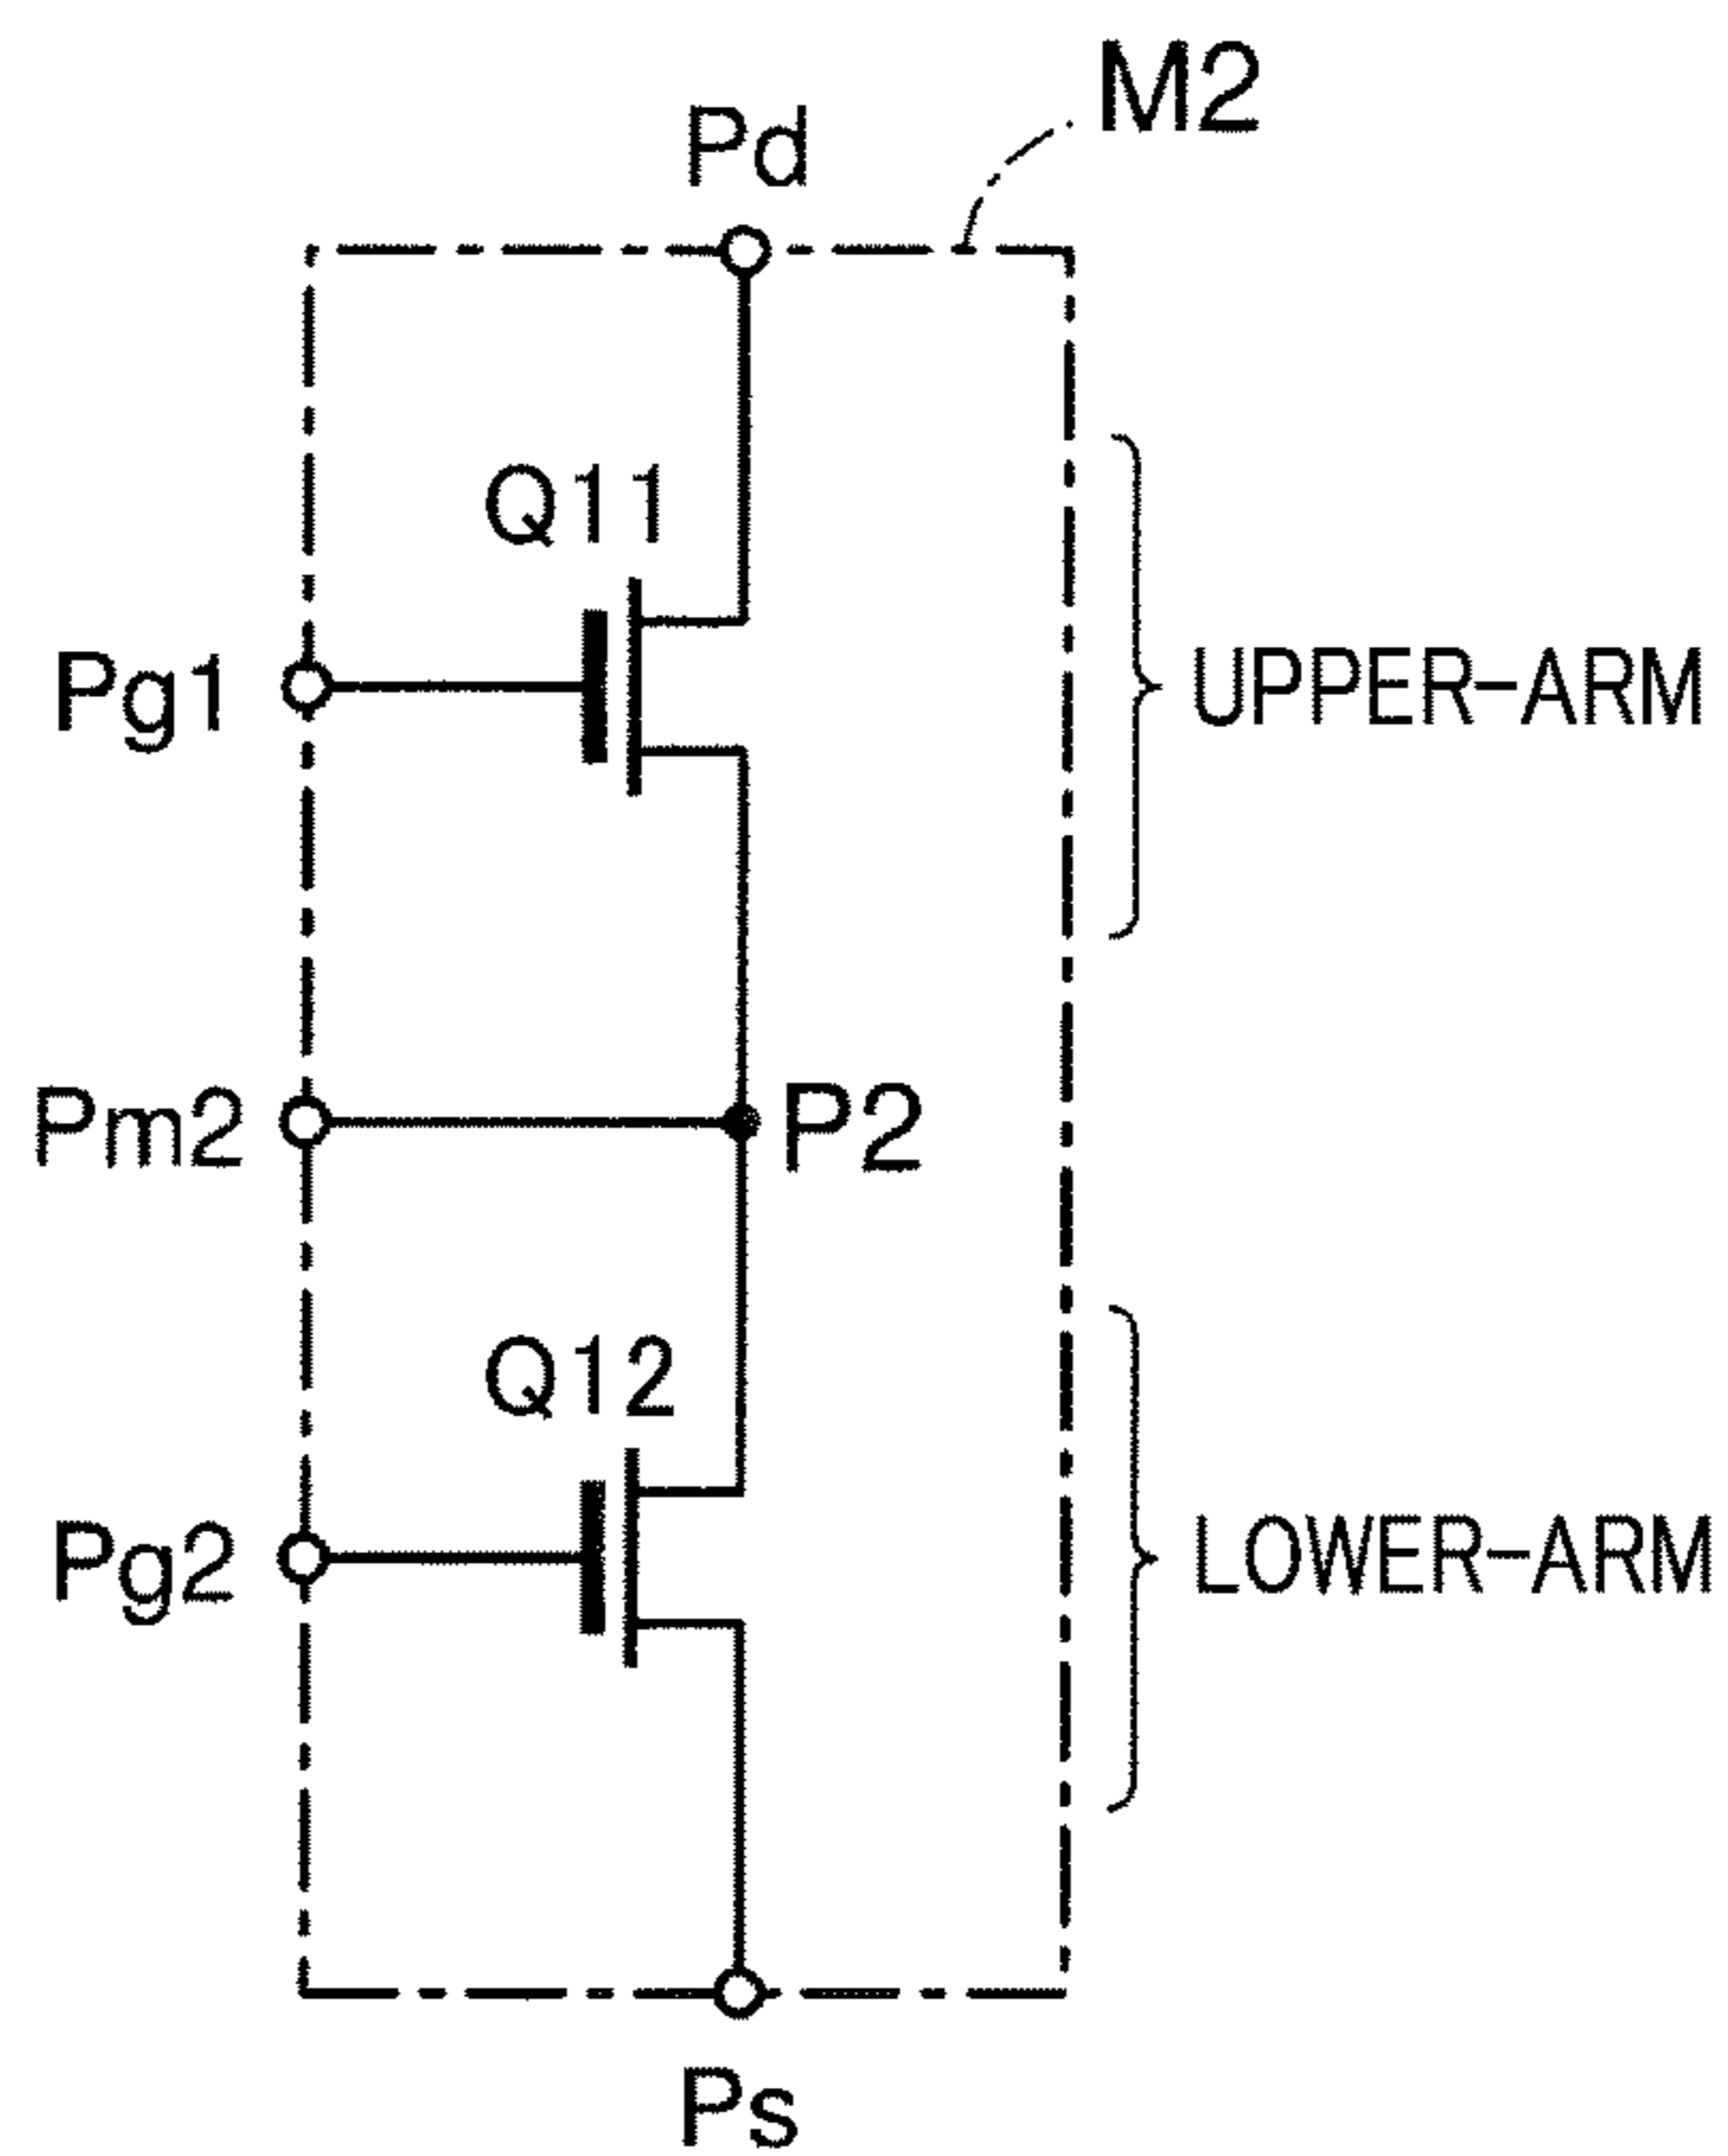 M2
Pd
Q11
Pg1
UPPER-ARM
Pm2
P2
Q12
Pg2
LOWER-ARM
Ps